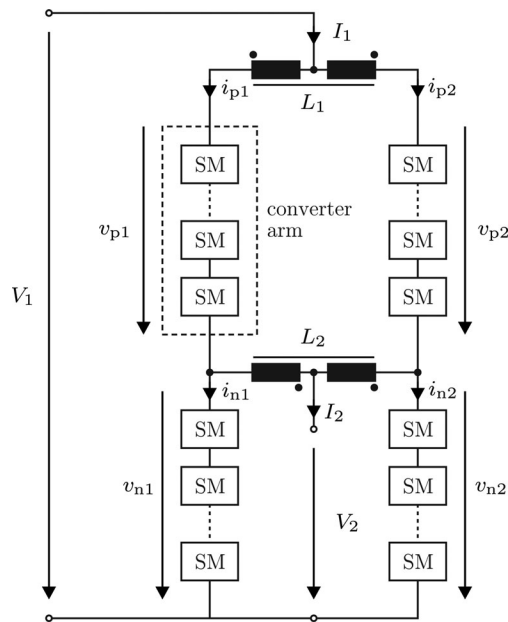 I1
ip1
L1
ip2
SM
SM
vp1
SM
SM
converter
arm
SM
SM
vp2
V1
L2
in1
I2
in2
SM
SM
vn1
SM
SM
V2
SM
SM
vn2